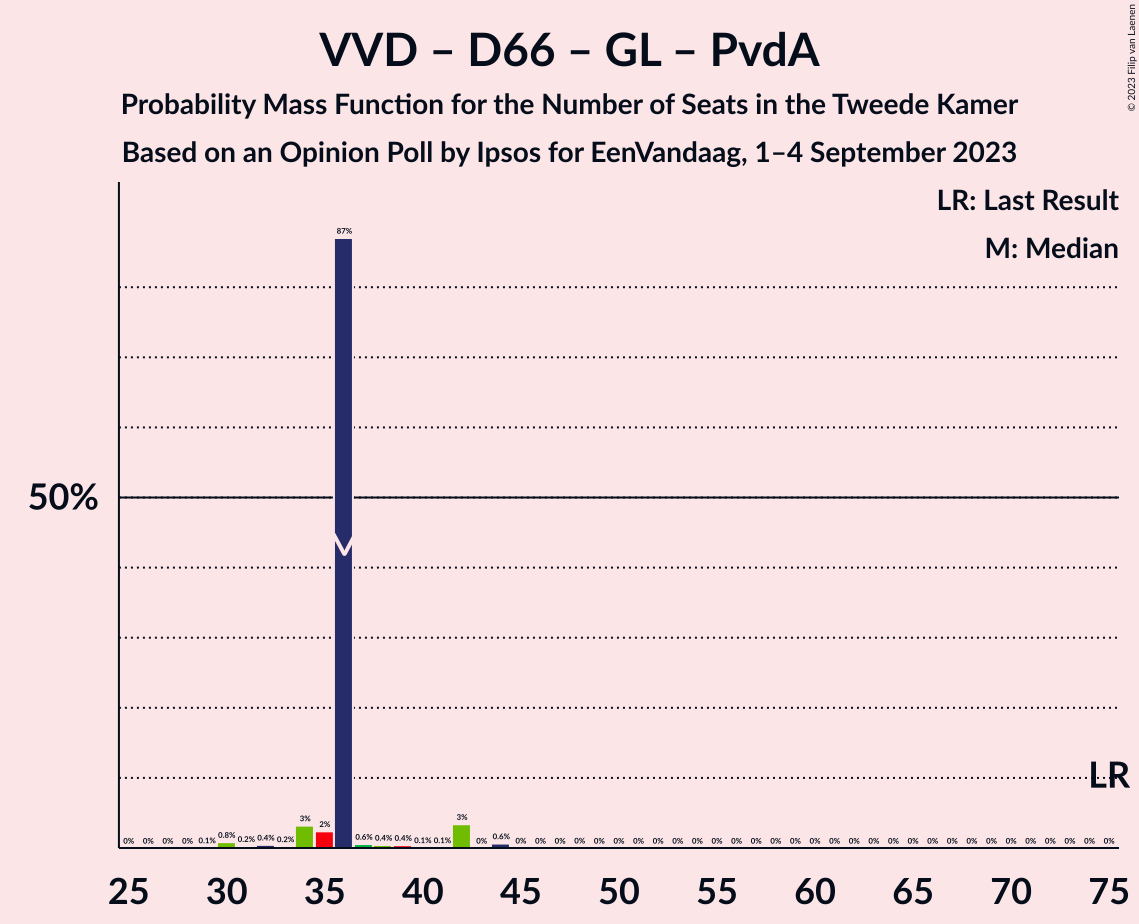 VVD – D66 – GL – PvdA
Probability Mass Function for the Number of Seats in the Tweede Kamer
Based on an Opinion Poll by Ipsos for EenVandaag, 1–4 September 2023
© 2023 Filip van Laenen
LR: Last Result
M: Median
87%
50%
LR
0% 0% 0% 0% 0.1% 0.8% 0.2% 0.4% 0.2% 3% 2% 0.6% 0.4% 0.4% 0.1% 0.1% 3% 0% 0.6% 0% 0% 0% 0% 0% 0% 0% 0% 0% 0% 0% 0% 0% 0% 0% 0% 0% 0% 0% 0% 0% 0% 0% 0% 0% 0% 0% 0% 0% 0% 0%
25 30 35 40 45 50 55 60 65 70 75